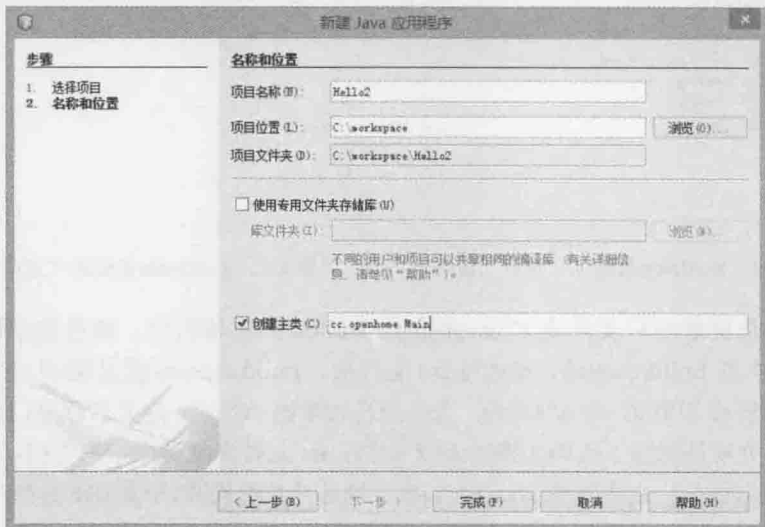 新建 Java 应用程序
步骤
1. 选择项目
2. 名称和位置
名称和位置
项目名称(M): Hello2
项目位置(L): C:\workspace 浏览(O)...
项目文件夹(D): C:\workspace\Hello2
使用专用文件夹存储库(U)
库文件夹(I): 浏览(W)...
不同的用户和项目可以共享相同的编译库(有关详细信
息，请参见“帮助”)。
创建主类(C) cc.openhome.Main
< 上一步(B) 下一步 完成(F) 取消 帮助(H)